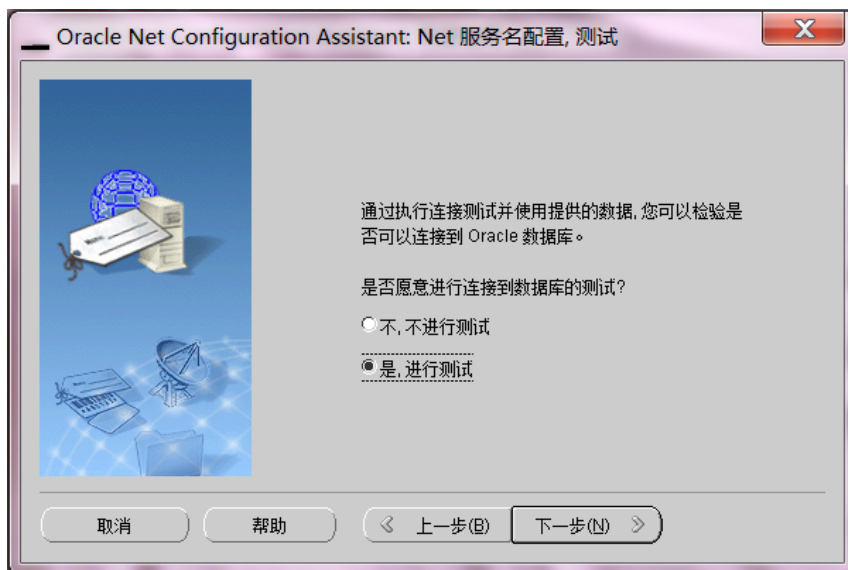 Oracle Net Configuration Assistant: Net 服务名配置, 测试
通过执行连接测试并使用提供的数据, 您可以检验是
否可以连接到 Oracle 数据库。
是否愿意进行连接到数据库的测试?
不, 不进行测试
是, 进行测试
取消
帮助
上一步(B)
下一步(N)